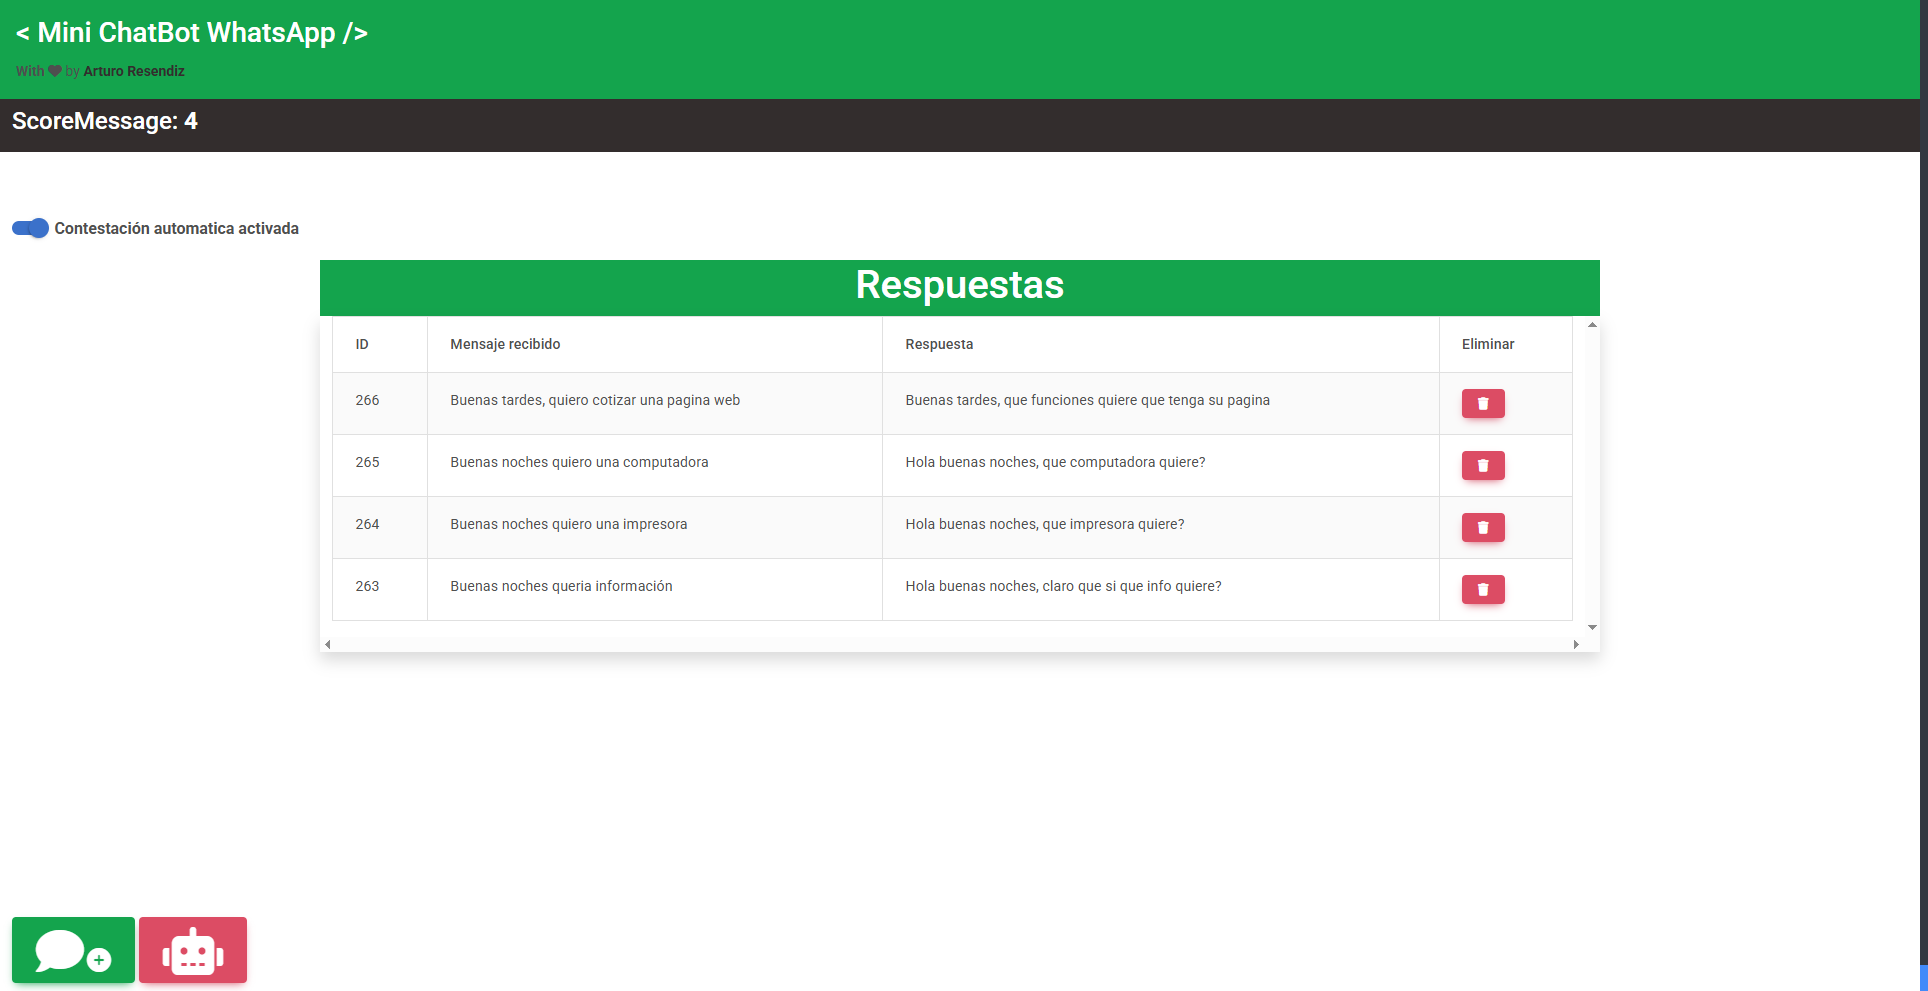 < Mini ChatBot WhatsApp />
With by Arturo Resendiz
ScoreMessage: 4
Contestación automatica activada
Respuestas
ID Mensaje recibido Respuesta Eliminar
266 Buenas tardes, quiero cotizar una pagina web Buenas tardes, que funciones quiere que tenga su pagina
265 Buenas noches quiero una computadora Hola buenas noches, que computadora quiere?
264 Buenas noches quiero una impresora Hola buenas noches, que impresora quiere?
263 Buenas noches queria información Hola buenas noches, claro que si que info quiere?